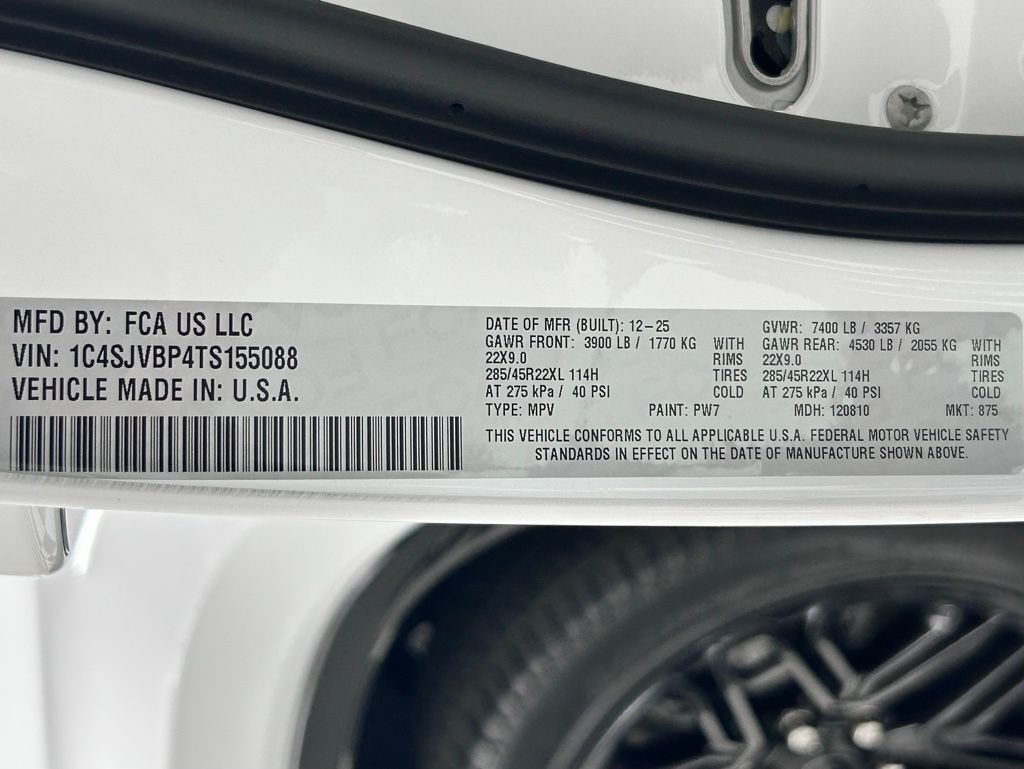 MFD BY: FCA US LLC
VIN: 1C4SJVBP4TS155088
VEHICLE MADE IN: U.S.A.
DATE OF MFR (BUILT): 12-25 GVWR: 7400 LB / 3357 KG
GAWR FRONT: 3900 LB / 1770 KG WITH GAWR REAR: 4530 LB / 2055 KG WITH
22X9.0 RIMS 22X9.0 RIMS
285/45R22XL 114H TIRES 285/45R22XL 114H TIRES
AT 275 kPa / 40 PSI COLD AT 275 kPa / 40 PSI COLD
TYPE: MPV PAINT: PW7 MDH: 120810 MKT: 875
THIS VEHICLE CONFORMS TO ALL APPLICABLE U.S.A. FEDERAL MOTOR VEHICLE SAFETY
STANDARDS IN EFFECT ON THE DATE OF MANUFACTURE SHOWN ABOVE.